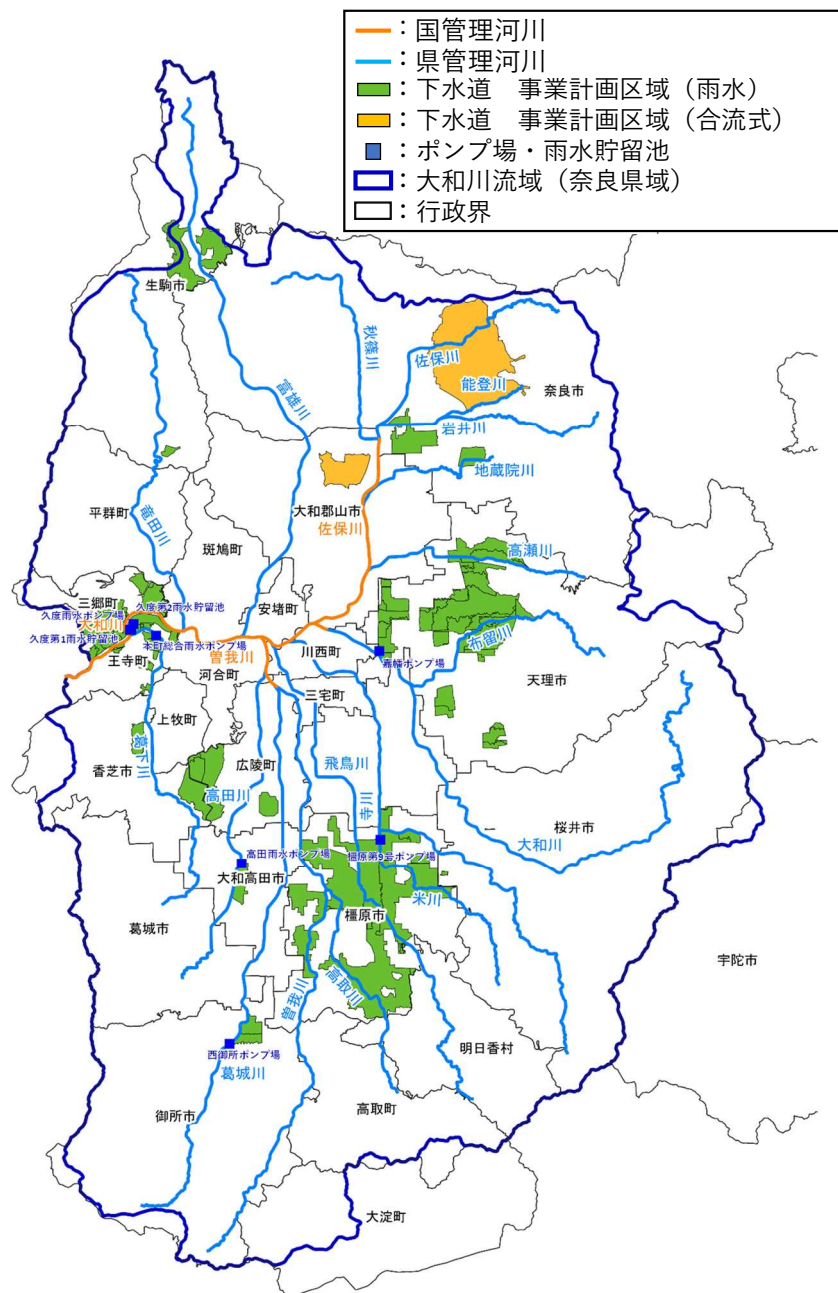 ：国管理河川
：県管理河川
：下水道　事業計画区域（雨水）
：下水道　事業計画区域（合流式）
：ポンプ場・雨水貯留池
：大和川流域（奈良県域）
：行政界
生駒市
秋篠川
佐保川
能登川
奈良市
富雄川
岩井川
地蔵院川
大和郡山市
佐保川
平群町
竜田川
斑鳩町
高瀬川
三郷町
久度第2雨水貯留池
久度雨水ポンプ場
大和川
久度第1雨水貯留池
本町総合雨水ポンプ場
安堵町
曽我川
川西町
嘉幡ポンプ場
布留川
天理市
王寺町
河合町
三宅町
上牧町
葛下川
香芝市
広陵町
高田川
飛鳥川
寺川
桜井市
大和川
高田雨水ポンプ場
橿原第9号ポンプ場
大和高田市
米川
橿原市
葛城市
宇陀市
曽我川
高取川
明日香村
西御所ポンプ場
葛城川
御所市
高取町
大淀町